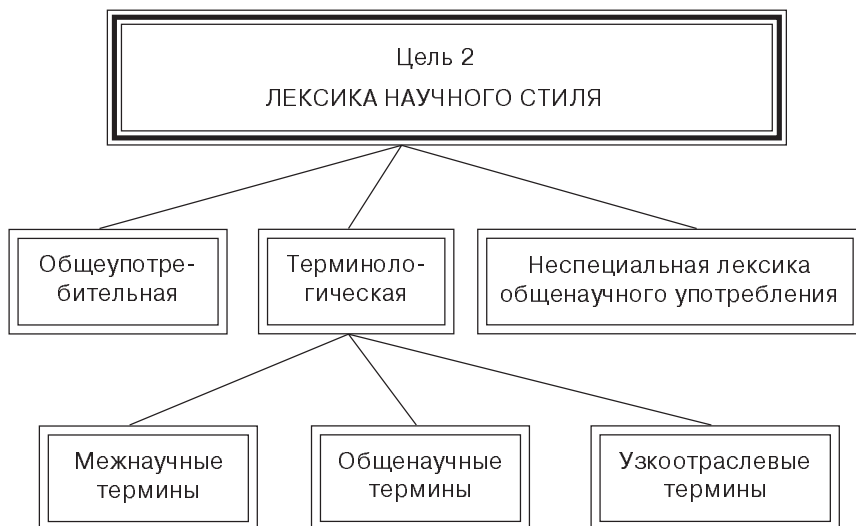 Цель 2
ЛЕКСИКА НАУЧНОГО СТИЛЯ
Общеупотре-
бительная
Терминоло-
гическая
Неспециальная лексика
общенаучного употребления
Межнаучные
термины
Общенаучные
термины
Узкоотраслевые
термины